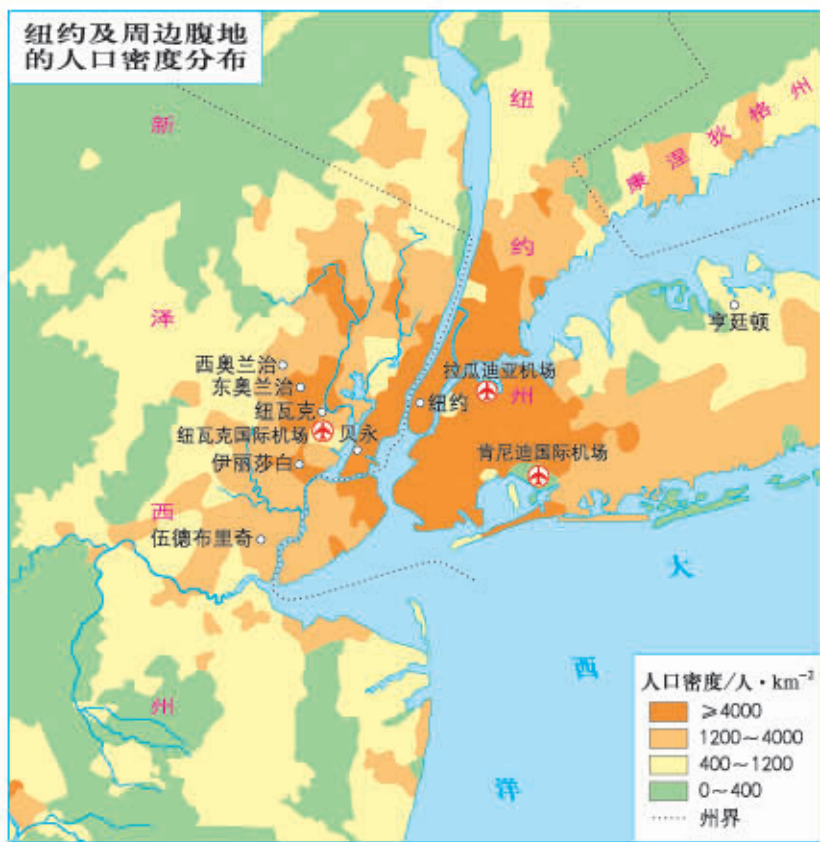 纽约及周边腹地
的人口密度分布
新
泽
西
州
纽
约
州
康涅狄格州
亨廷顿
西奥兰治
东奥兰治
纽瓦克
纽瓦克国际机场
贝永
伊丽莎白
伍德布里奇
拉瓜迪亚机场
纽约
肯尼迪国际机场
大
西
洋
人口密度/人·km⁻²
≥4000
1200~4000
400~1200
0~400
州界